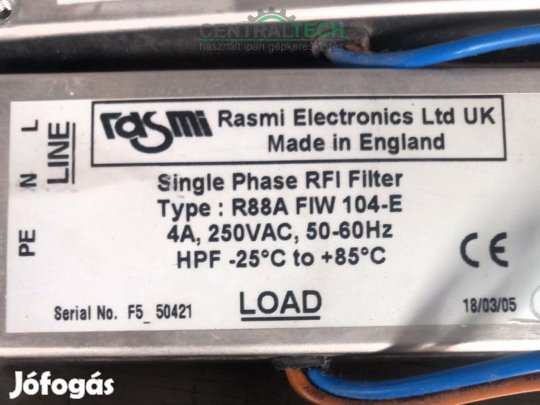 CENTRALTECH
használt ipari gépkereskedés
rasmi
Rasmi Electronics Ltd UK
Made in England
PE N L
LINE
Single Phase RFI Filter
Type : R88A FIW 104-E
4A, 250VAC, 50-60Hz
HPF -25°C to +85°C
CE
Serial No. F5_50421
LOAD
18/03/05
Jófogás